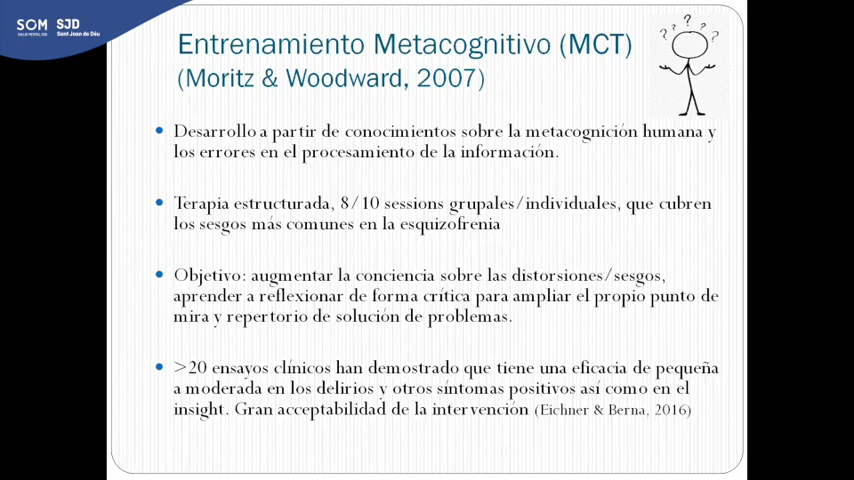 SOM
SALUT MENTAL 360
SJD
Sant Joan de Déu
Entrenamiento Metacognitivo (MCT)
(Moritz & Woodward, 2007)
? ? ? ?
• Desarrollo a partir de conocimientos sobre la metacognición humana y
los errores en el procesamiento de la información.
• Terapia estructurada, 8/10 sessions grupales/individuales, que cubren
los sesgos más comunes en la esquizofrenia
• Objetivo: augmentar la conciencia sobre las distorsiones/sesgos,
aprender a reflexionar de forma crítica para ampliar el propio punto de
mira y repertorio de solución de problemas.
• >20 ensayos clínicos han demostrado que tiene una eficacia de pequeña
a moderada en los delirios y otros síntomas positivos así como en el
insight. Gran acceptabilidad de la intervención (Eichner & Berna, 2016)